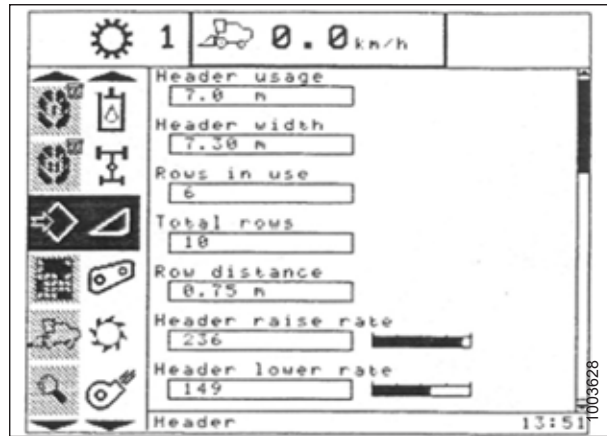 1 0.0 km/h
Header usage
7.0 m
Header width
7.30 m
Rows in use
6
Total rows
10
Row distance
0.75 m
Header raise rate
236
Header lower rate
149
Header 13:51
1003628